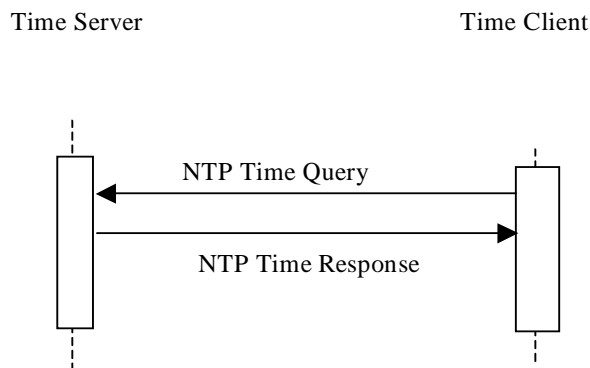 Time Server
Time Client
NTP Time Query
NTP Time Response